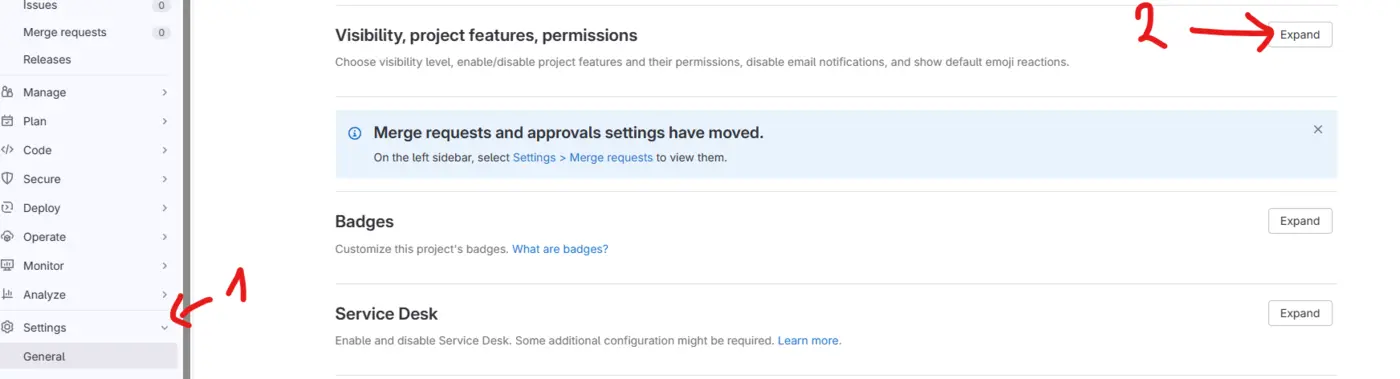 Issues 0
Merge requests 0
Releases
Manage
Plan
Code
Secure
Deploy
Operate
Monitor
Analyze
Settings
General
1
2
Visibility, project features, permissions
Expand
Choose visibility level, enable/disable project features and their permissions, disable email notifications, and show default emoji reactions.
Merge requests and approvals settings have moved.
On the left sidebar, select Settings > Merge requests to view them.
Badges
Expand
Customize this project's badges. What are badges?
Service Desk
Expand
Enable and disable Service Desk. Some additional configuration might be required. Learn more.